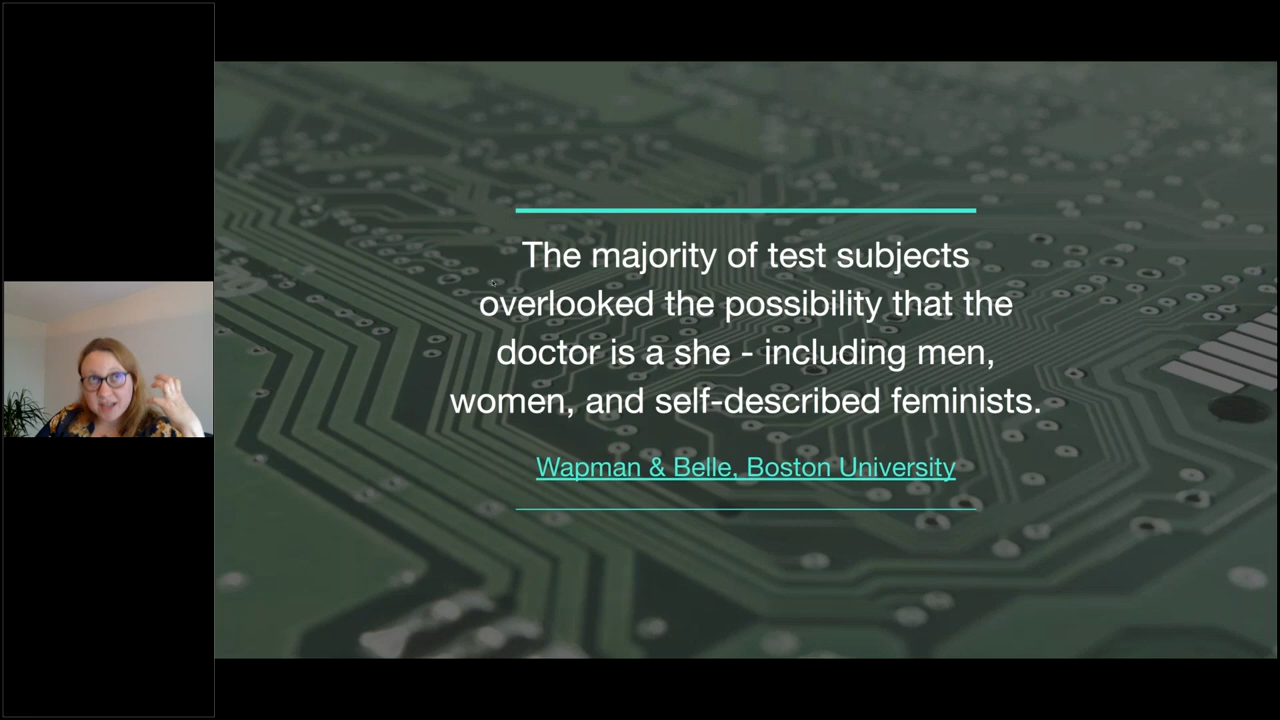 The majority of test subjects
overlooked the possibility that the
doctor is a she - including men,
women, and self-described feminists.
Wapman & Belle, Boston University